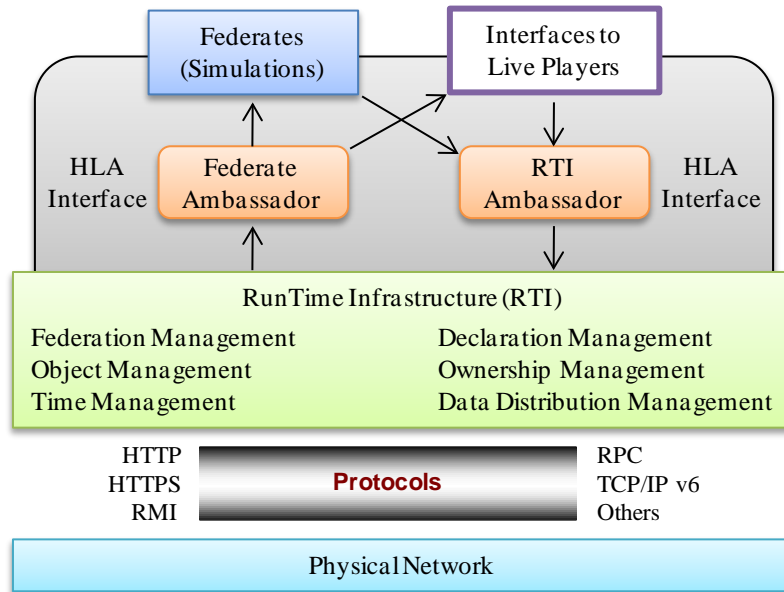 Federates
(Simulations)
Interfaces to
Live Players
HLA
Interface
Federate
Ambassador
RTI
Ambassador
HLA
Interface
RunTime Infrastructure (RTI)
Federation Management
Declaration Management
Object Management
Ownership Management
Time Management
Data Distribution Management
HTTP
RPC
HTTPS
Protocols
TCP/IP v6
RMI
Others
Physical Network